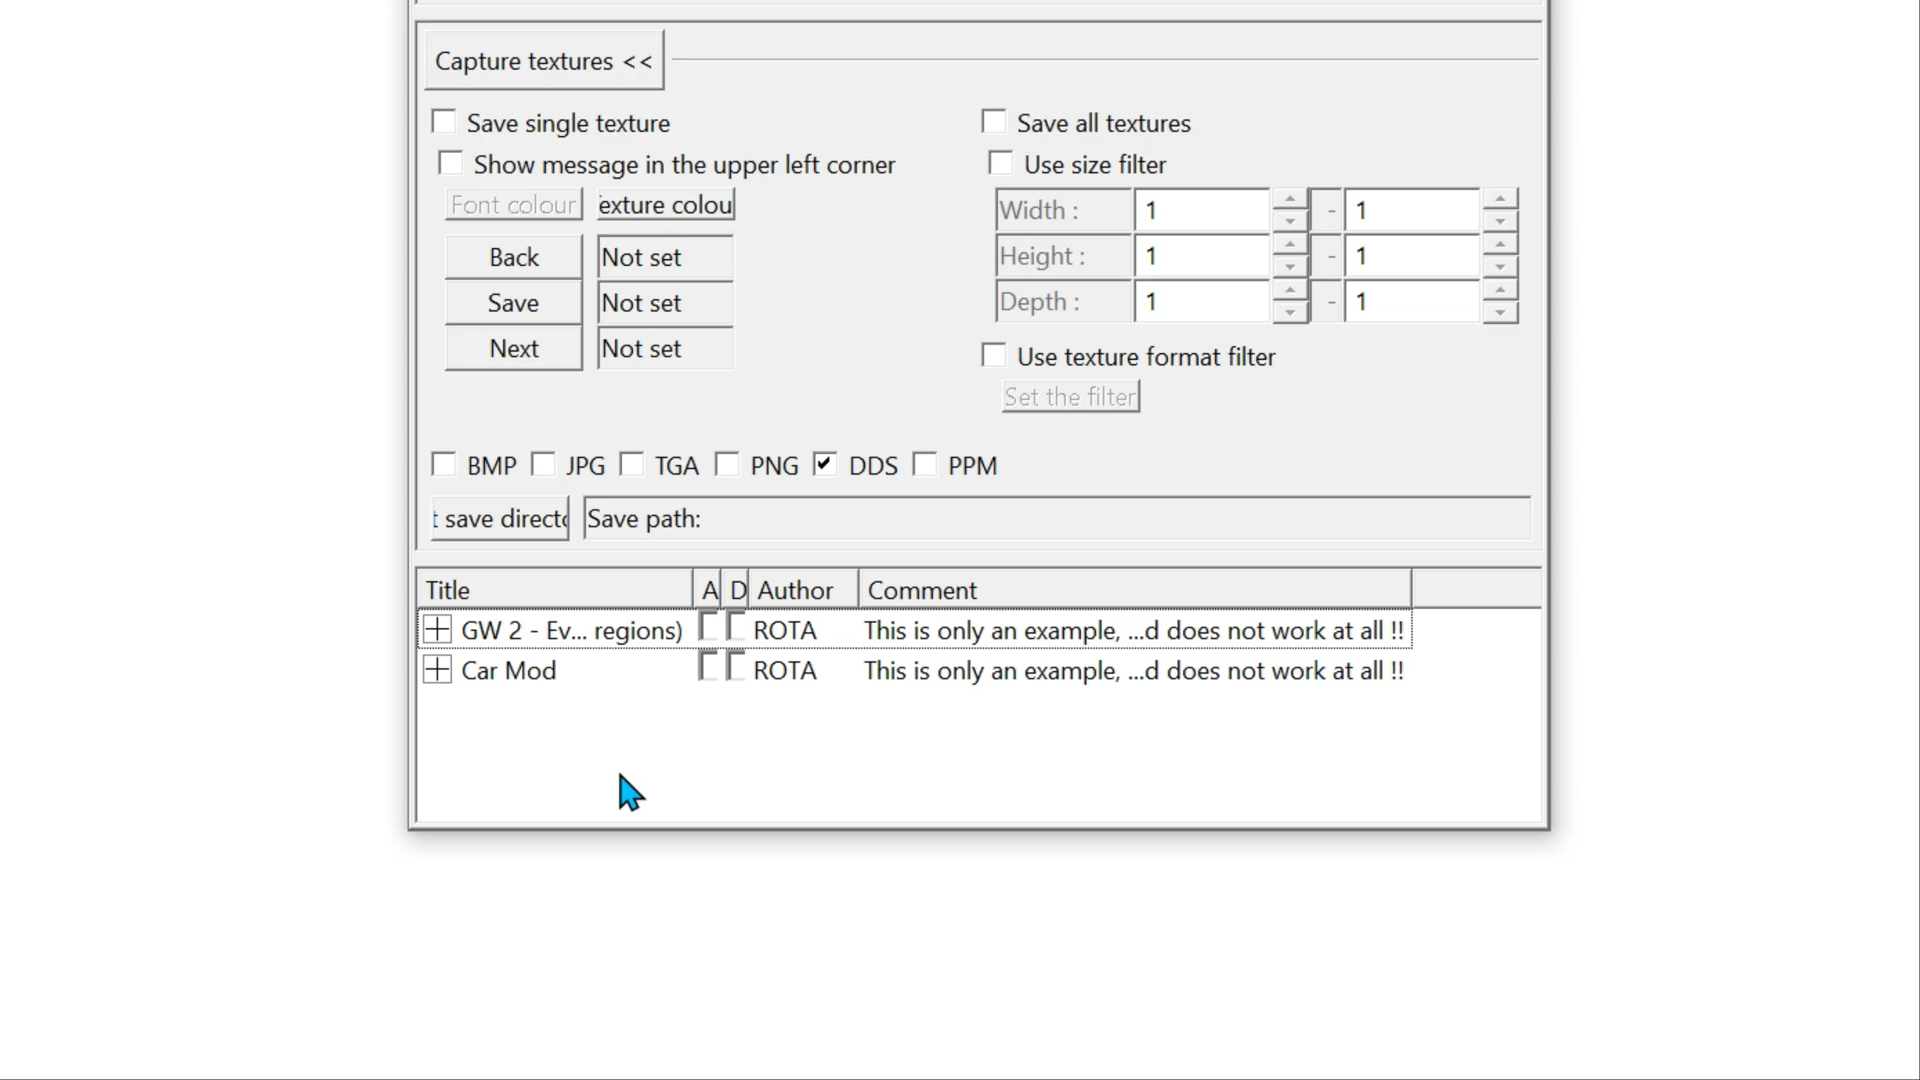 Capture textures <<
Save single texture
Save all textures
Show message in the upper left corner
Use size filter
Font colour
exture colou
Width :
1
-
1
Back
Not set
Height :
1
-
1
Save
Not set
Depth :
1
-
1
Next
Not set
Use texture format filter
Set the filter
BMP JPG TGA PNG DDS PPM
t save directo
Save path:
Title A D Author Comment
GW 2 - Ev... regions) ROTA This is only an example, ...d does not work at all !!
Car Mod ROTA This is only an example, ...d does not work at all !!